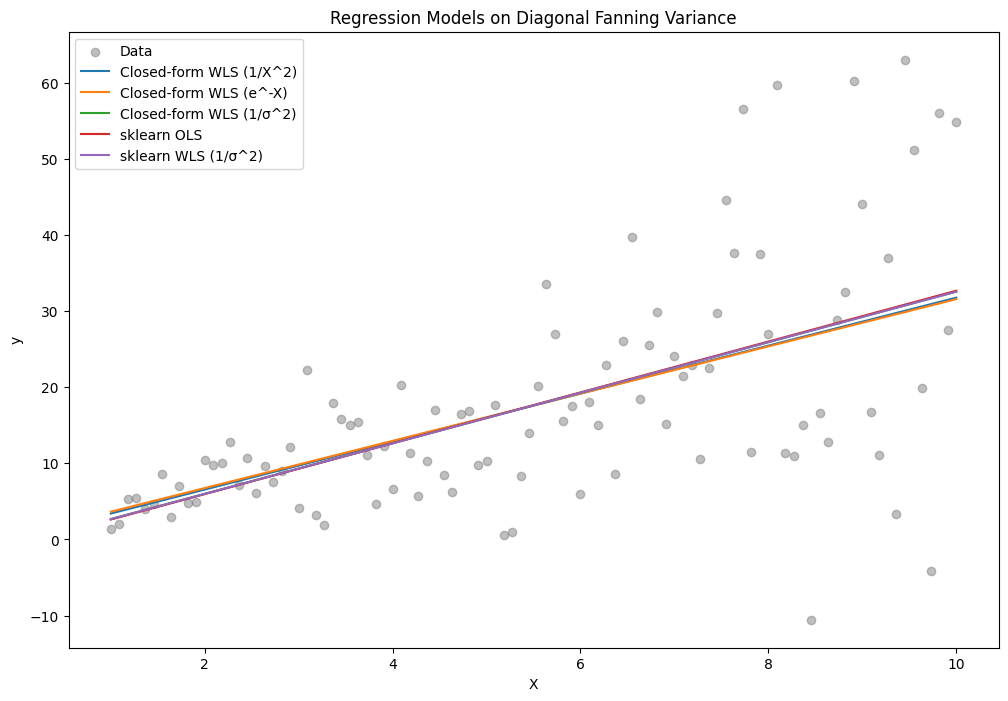 Regression Models on Diagonal Fanning Variance
Data
Closed-form WLS (1/X^2)
Closed-form WLS (e^-X)
Closed-form WLS (1/σ^2)
sklearn OLS
sklearn WLS (1/σ^2)
y
60
50
40
30
20
10
0
−10
2 4 6 8 10
X